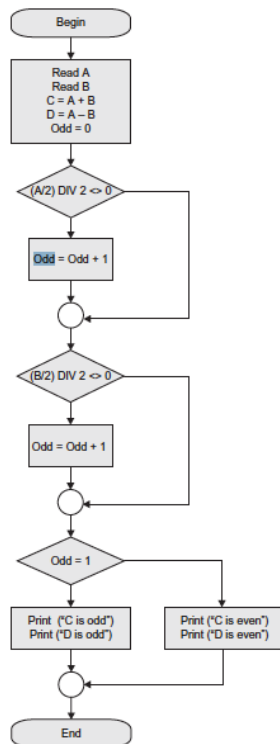 Begin
Read A
Read B
C = A + B
D = A – B
Odd = 0
(A/2) DIV 2 <> 0
Odd = Odd + 1
(B/2) DIV 2 <> 0
Odd = Odd + 1
Odd = 1
Print (“C is odd”)
Print (“D is odd”)
Print (“C is even”)
Print (“D is even”)
End